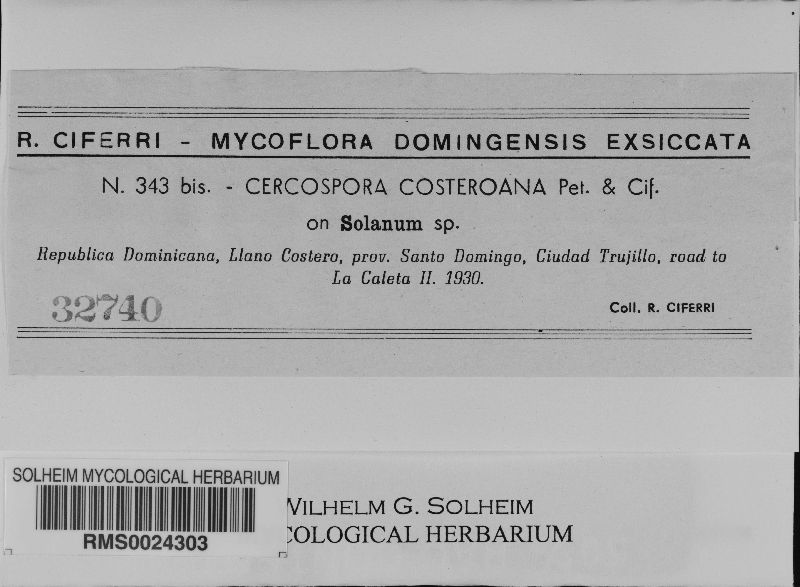 R. CIFERRI - MYCOFLORA DOMINGENSIS EXSICCATA
N. 343 bis. - CERCOSPORA COSTEROANA Pet. & Cif.
on Solanum sp.
Republica Dominicana, Llano Costero, prov. Santo Domingo, Ciudad Trujillo, road to
La Caleta II. 1930.
32740
Coll. R. CIFERRI
SOLHEIM MYCOLOGICAL HERBARIUM
RMS0024303
WILHELM G. SOLHEIM
COLOGICAL HERBARIUM